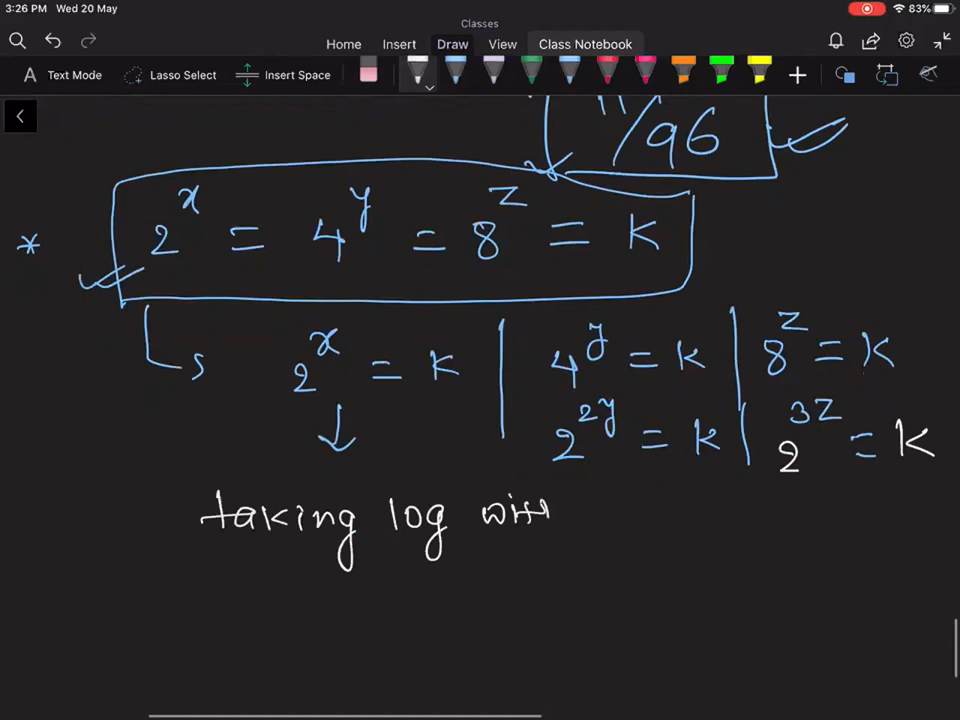 3:26 PM Wed 20 May 83%
Classes
Home Insert Draw View Class Notebook
Text Mode Lasso Select Insert Space
11/96
* 2^x = 4^y = 8^z = k
2^x = k | 4^y = k | 8^z = k
2^2y = k | 2^3z = k
taking log with